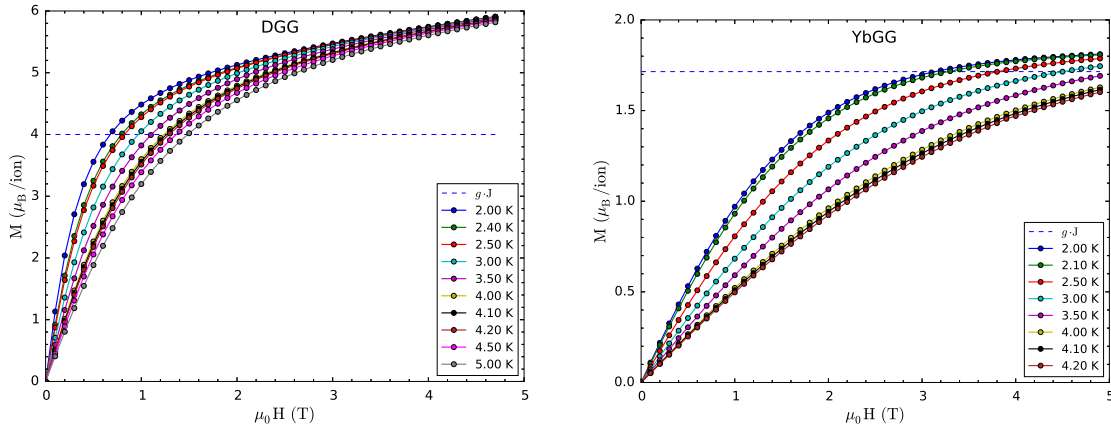 DGG
M (μB/ion)
6
5
4
3
2
1
0
g·J
2.00 K
2.40 K
2.50 K
3.00 K
3.50 K
4.00 K
4.10 K
4.20 K
4.50 K
5.00 K
0 1 2 3 4 5
μ0H (T)
YbGG
M (μB/ion)
2.0
1.5
1.0
0.5
0.0
g·J
2.00 K
2.10 K
2.50 K
3.00 K
3.50 K
4.00 K
4.10 K
4.20 K
0 1 2 3 4 5
μ0H (T)